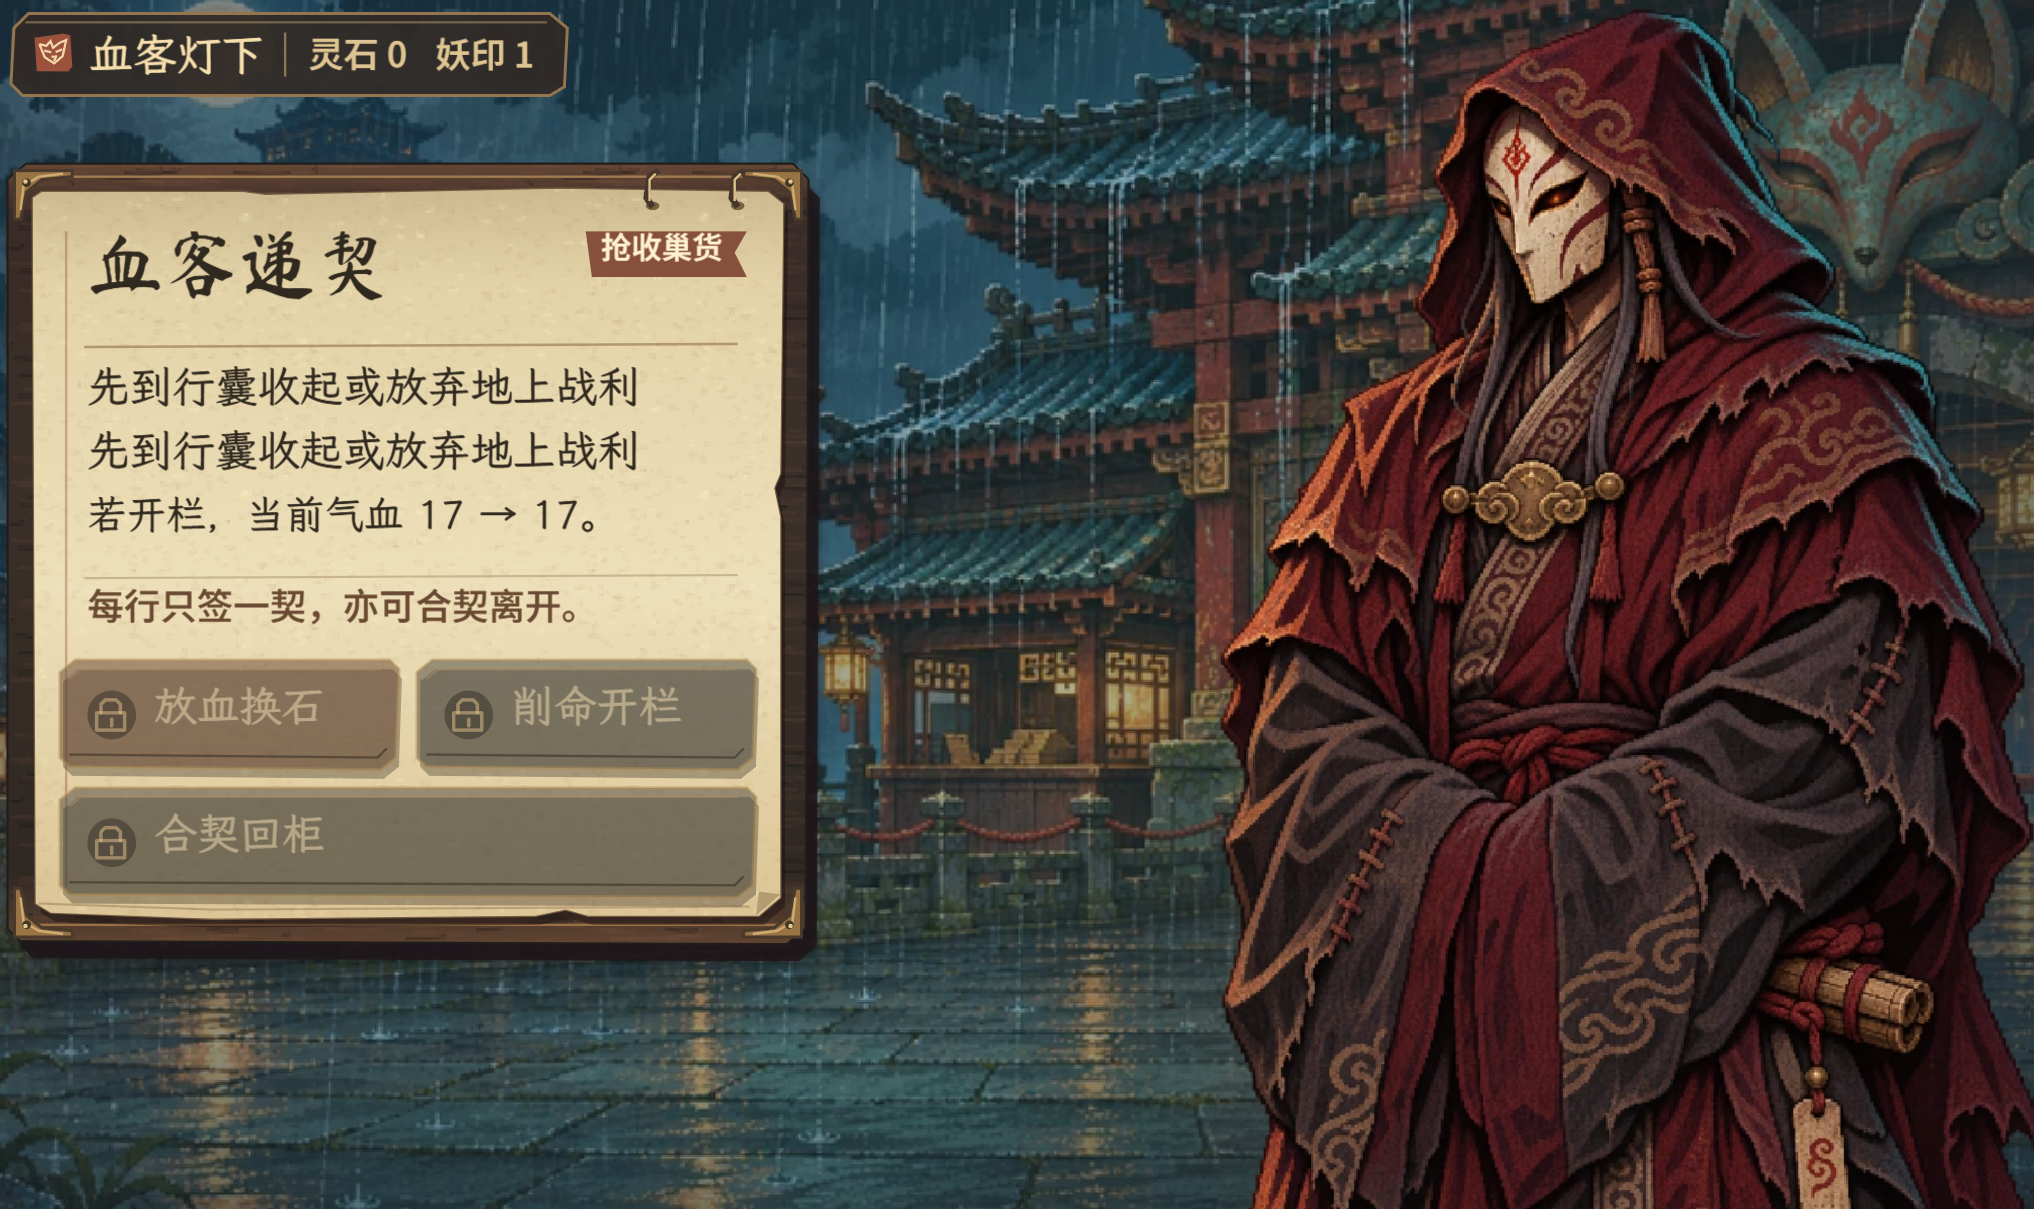 血客灯下 灵石 0 妖印 1
血客递契
抢收巢货
先到行囊收起或放弃地上战利
先到行囊收起或放弃地上战利
若开栏，当前气血 17 → 17。
每行只签一契，亦可合契离开。
放血换石
削命开栏
合契回柜